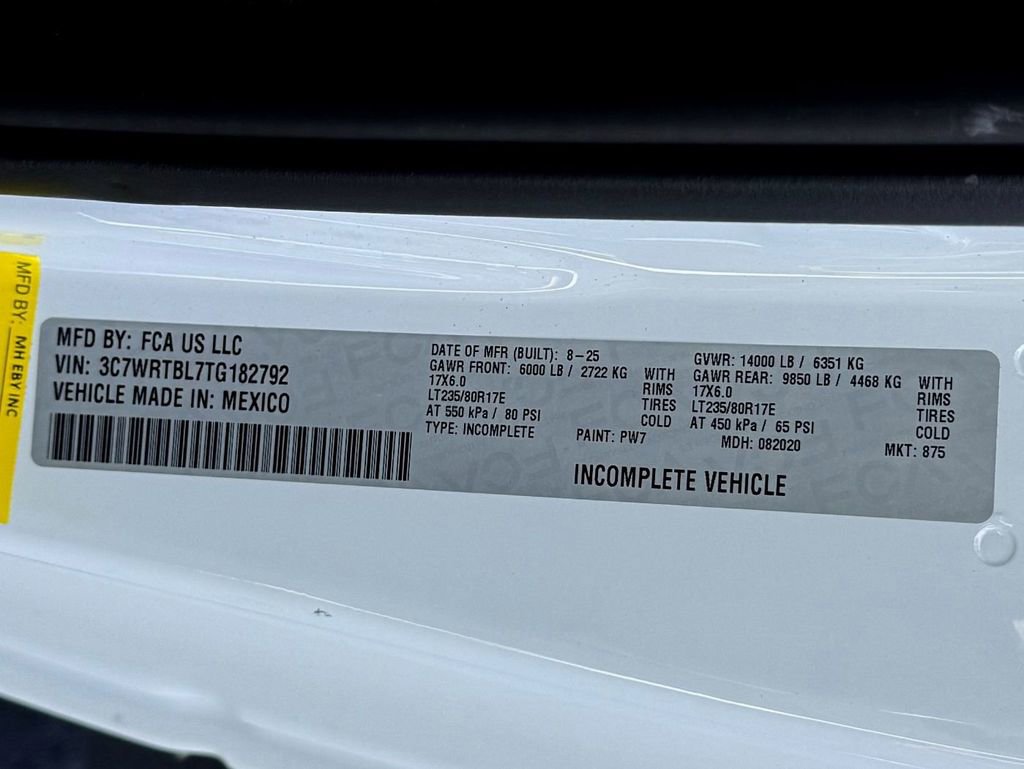 MFD BY: MH EBY INC
MFD BY: FCA US LLC
VIN: 3C7WRTBL7TG182792
VEHICLE MADE IN: MEXICO
DATE OF MFR (BUILT): 8-25
GAWR FRONT: 6000 LB / 2722 KG WITH
17X6.0 RIMS
LT235/80R17E TIRES
AT 550 kPa / 80 PSI COLD
TYPE: INCOMPLETE PAINT: PW7
GVWR: 14000 LB / 6351 KG
GAWR REAR: 9850 LB / 4468 KG WITH
17X6.0 RIMS
LT235/80R17E TIRES
AT 450 kPa / 65 PSI COLD
MDH: 082020 MKT: 875
INCOMPLETE VEHICLE